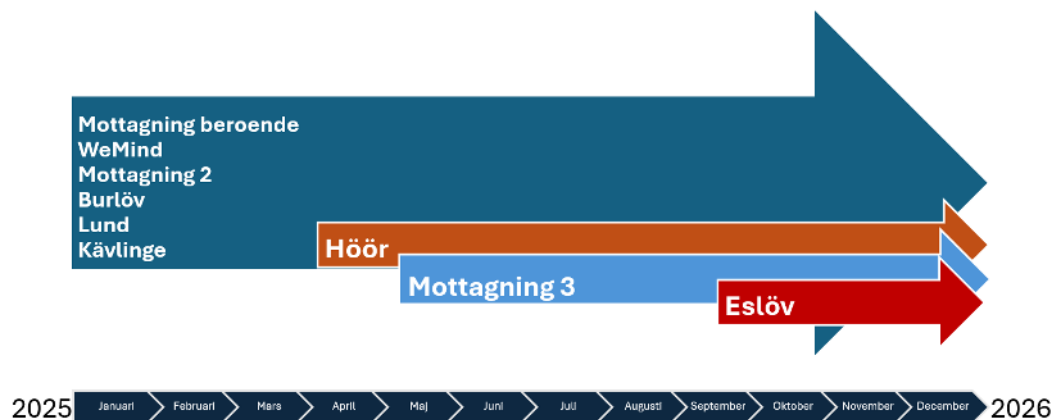 Mottagning beroende
WeMind
Mottagning 2
Burlöv
Lund
Kävlinge
Höör
Mottagning 3
Eslöv
2025 Januari Februari Mars April Maj Juni Juli Augusti September Oktober November December 2026